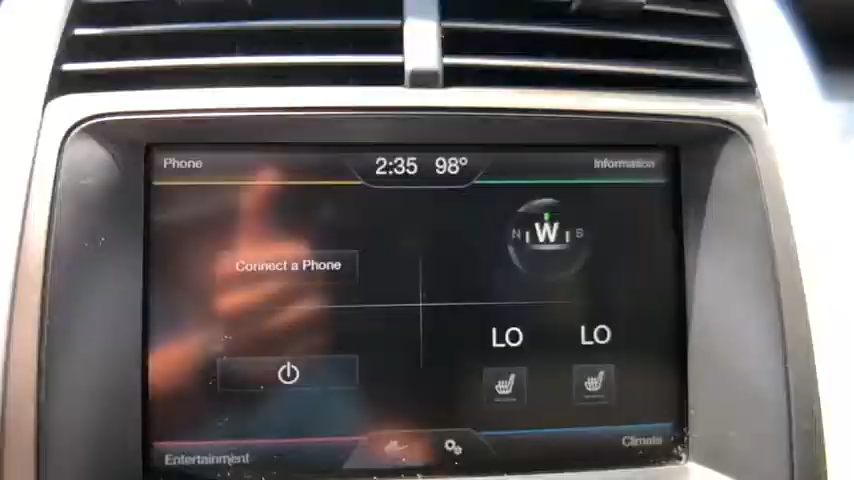 Phone
2:35 98°
Information
N W S
Connect a Phone
LO LO
Entertainment
Climate